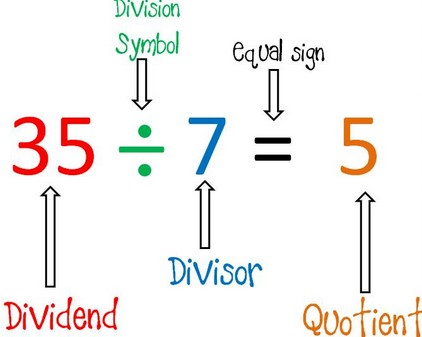 Division
Symbol
equal sign
35 ÷ 7 = 5
Divisor
Dividend
Quotient